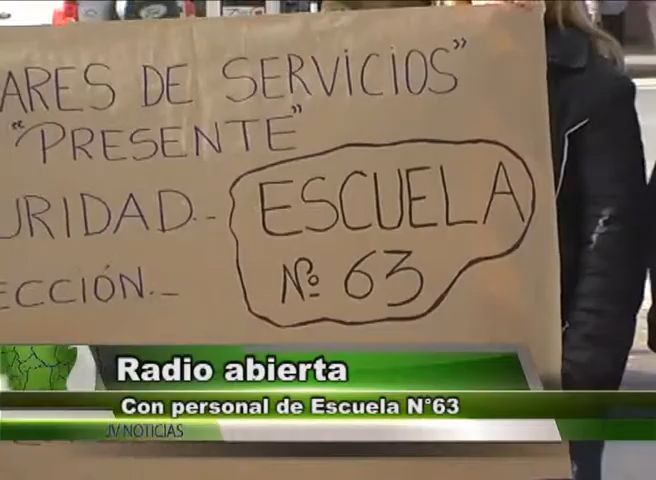 ARES DE SERVICIOS”
“PRESENTE”
URIDAD.-
ECCIÓN.-
ESCUELA
Nº 63
Radio abierta
Con personal de Escuela N°63
JV NOTICIAS